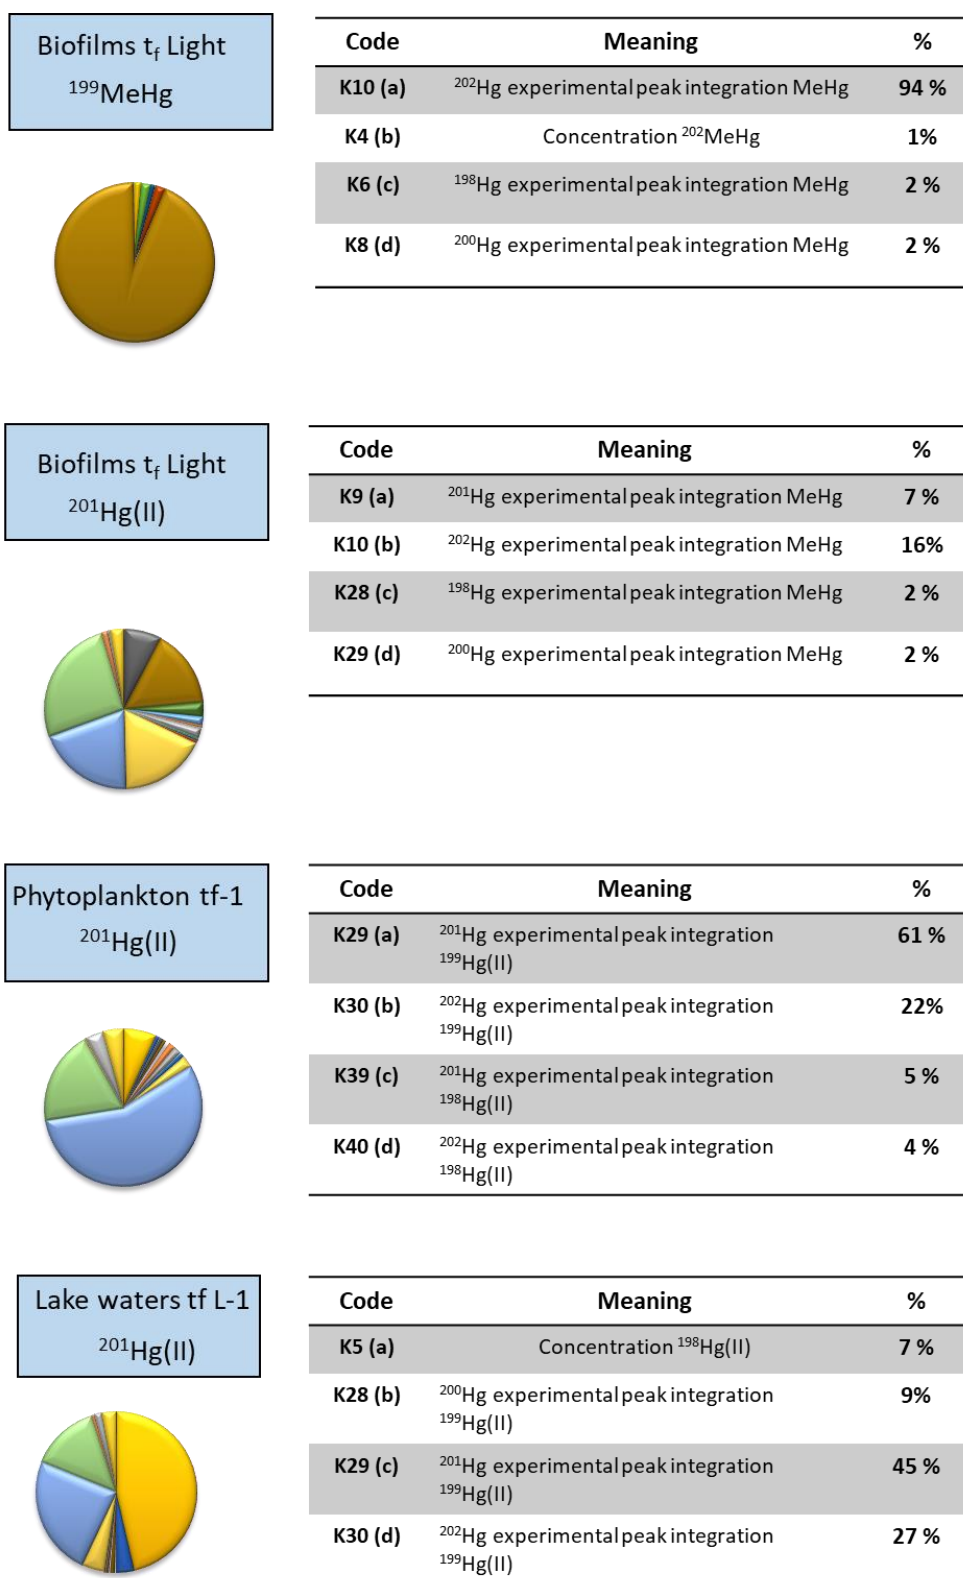 Biofilms t_f Light
¹⁹⁹MeHg
Code Meaning %
K10 (a) ²⁰²Hg experimental peak integration MeHg 94 %
K4 (b) Concentration ²⁰²MeHg 1%
K6 (c) ¹⁹⁸Hg experimental peak integration MeHg 2 %
K8 (d) ²⁰⁰Hg experimental peak integration MeHg 2 %
Biofilms t_f Light
²⁰¹Hg(II)
Code Meaning %
K9 (a) ²⁰¹Hg experimental peak integration MeHg 7 %
K10 (b) ²⁰²Hg experimental peak integration MeHg 16%
K28 (c) ¹⁹⁸Hg experimental peak integration MeHg 2 %
K29 (d) ²⁰⁰Hg experimental peak integration MeHg 2 %
Phytoplankton tf-1
²⁰¹Hg(II)
Code Meaning %
K29 (a) ²⁰¹Hg experimental peak integration 61 %
¹⁹⁹Hg(II)
K30 (b) ²⁰²Hg experimental peak integration 22%
¹⁹⁹Hg(II)
K39 (c) ²⁰¹Hg experimental peak integration 5 %
¹⁹⁸Hg(II)
K40 (d) ²⁰²Hg experimental peak integration 4 %
¹⁹⁸Hg(II)
Lake waters tf L-1
²⁰¹Hg(II)
Code Meaning %
K5 (a) Concentration ¹⁹⁸Hg(II) 7 %
K28 (b) ²⁰⁰Hg experimental peak integration 9%
¹⁹⁹Hg(II)
K29 (c) ²⁰¹Hg experimental peak integration 45 %
¹⁹⁹Hg(II)
K30 (d) ²⁰²Hg experimental peak integration 27 %
¹⁹⁹Hg(II)